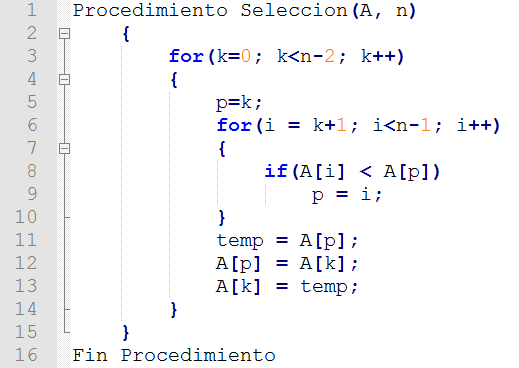 1 Procedimiento Seleccion(A, n)
2 {
3 for(k=0; k<n-2; k++)
4 {
5 p=k;
6 for(i = k+1; i<n-1; i++)
7 {
8 if(A[i] < A[p])
9 p = i;
10 }
11 temp = A[p];
12 A[p] = A[k];
13 A[k] = temp;
14 }
15 }
16 Fin Procedimiento